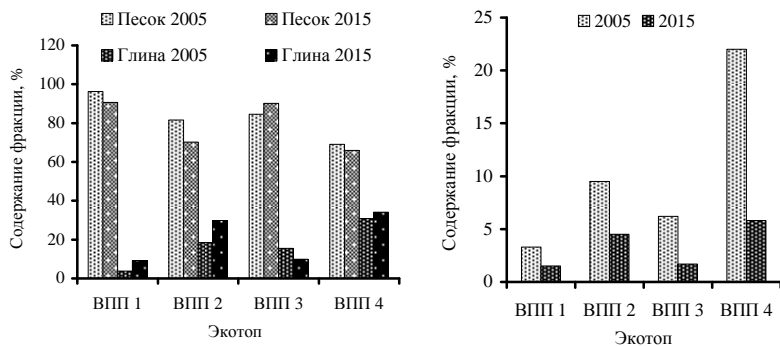 Песок 2005 Песок 2015
Глина 2005 Глина 2015
Содержание фракции, %
120
100
80
60
40
20
0
ВПП 1 ВПП 2 ВПП 3 ВПП 4
Экотоп
2005 2015
Содержание фракции, %
25
20
15
10
5
0
ВПП 1 ВПП 2 ВПП 3 ВПП 4
Экотоп